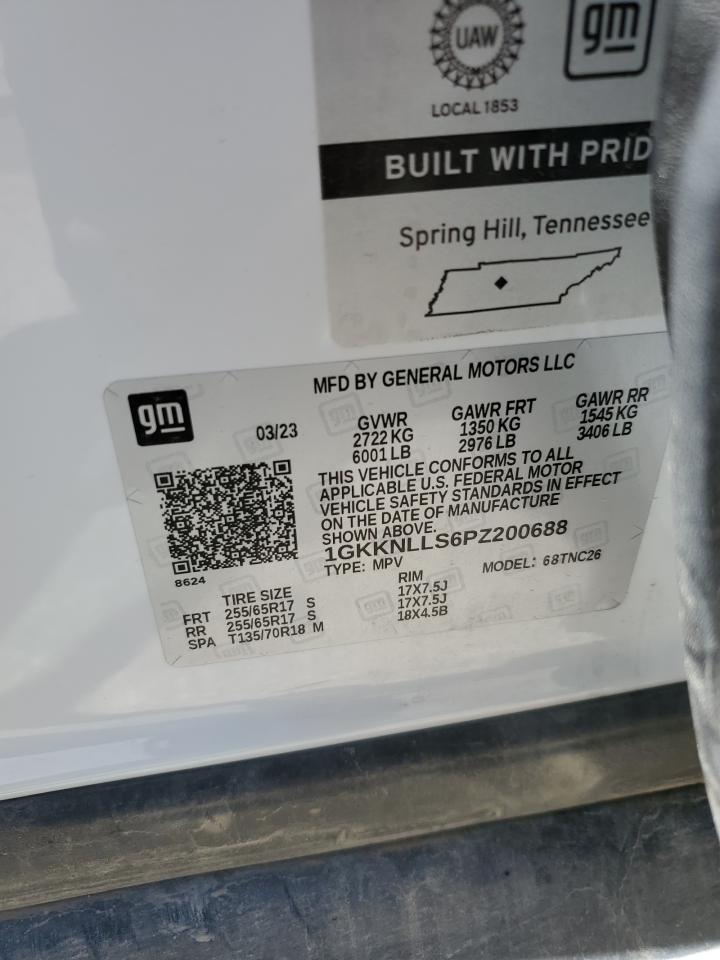 UAW
gm
LOCAL 1853
BUILT WITH PRID
Spring Hill, Tennessee
gm
MFD BY GENERAL MOTORS LLC
03/23
GVWR GAWR FRT GAWR RR
2722 KG 1350 KG 1545 KG
6001 LB 2976 LB 3406 LB
THIS VEHICLE CONFORMS TO ALL
APPLICABLE U.S. FEDERAL MOTOR
VEHICLE SAFETY STANDARDS IN EFFECT
ON THE DATE OF MANUFACTURE
SHOWN ABOVE.
1GKKNLLS6PZ200688
TYPE: MPV MODEL: 68TNC26
8624
TIRE SIZE RIM
FRT 255/65R17 S 17X7.5J
RR 255/65R17 S 17X7.5J
SPA T135/70R18 M 18X4.5B